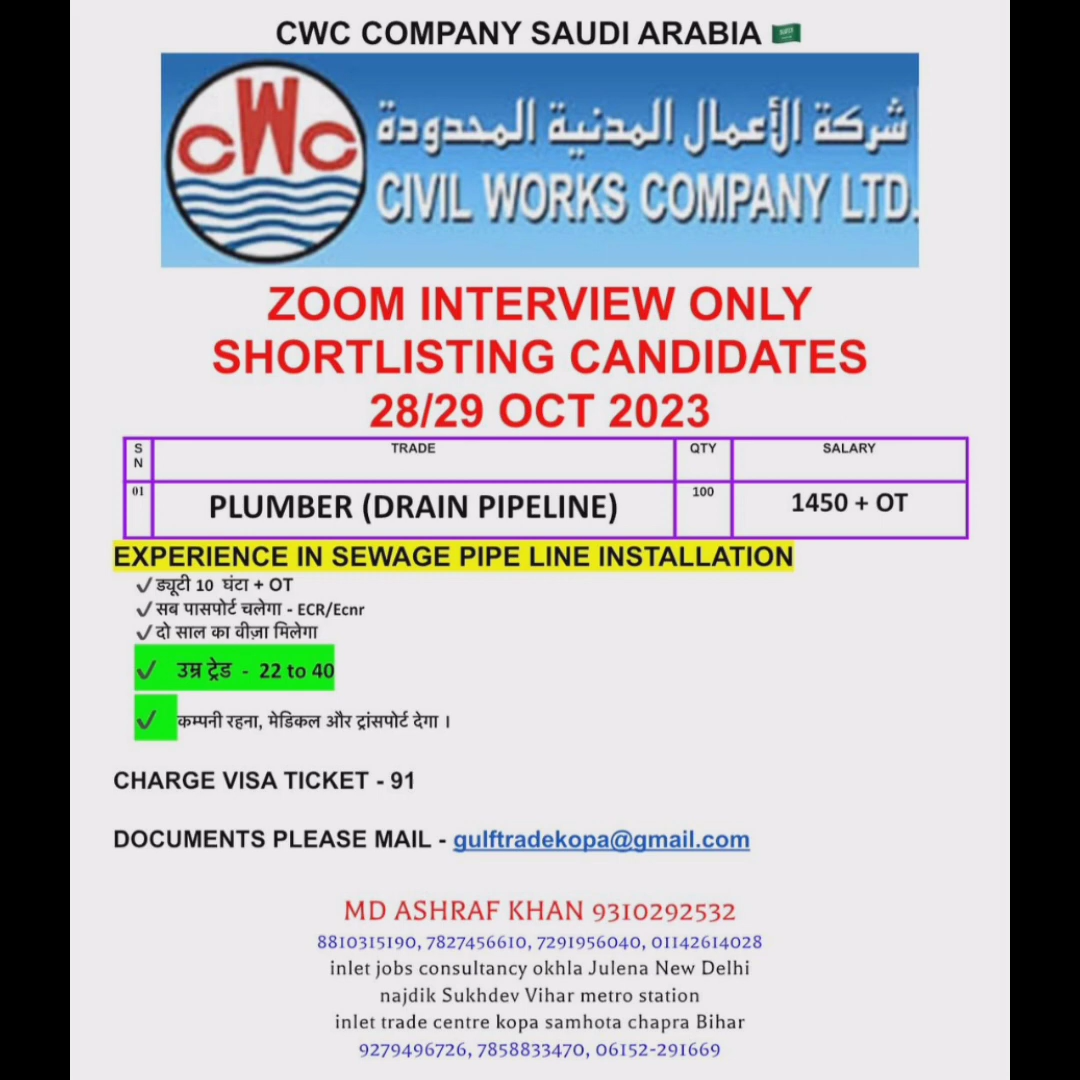 CWC COMPANY SAUDI ARABIA 🇸🇦
CWC
شركة الأعمال المدنية المحدودة
CIVIL WORKS COMPANY LTD.
ZOOM INTERVIEW ONLY
SHORTLISTING CANDIDATES
28/29 OCT 2023
SN TRADE QTY SALARY
01 PLUMBER (DRAIN PIPELINE) 100 1450 + OT
EXPERIENCE IN SEWAGE PIPE LINE INSTALLATION
✓ ड्यूटी 10 घंटा + OT
✓ सब पासपोर्ट चलेगा - ECR/Ecnr
✓ दो साल का वीज़ा मिलेगा
✓ उम्र ट्रेड - 22 to 40
✓ कम्पनी रहना, मेडिकल और ट्रांसपोर्ट देगा ।
CHARGE VISA TICKET - 91
DOCUMENTS PLEASE MAIL - gulftradekopa@gmail.com
MD ASHRAF KHAN 9310292532
8810315190, 7827456610, 7291956040, 01142614028
inlet jobs consultancy okhla Julena New Delhi
najdik Sukhdev Vihar metro station
inlet trade centre kopa samhota chapra Bihar
9279496726, 7858833470, 06152-291669